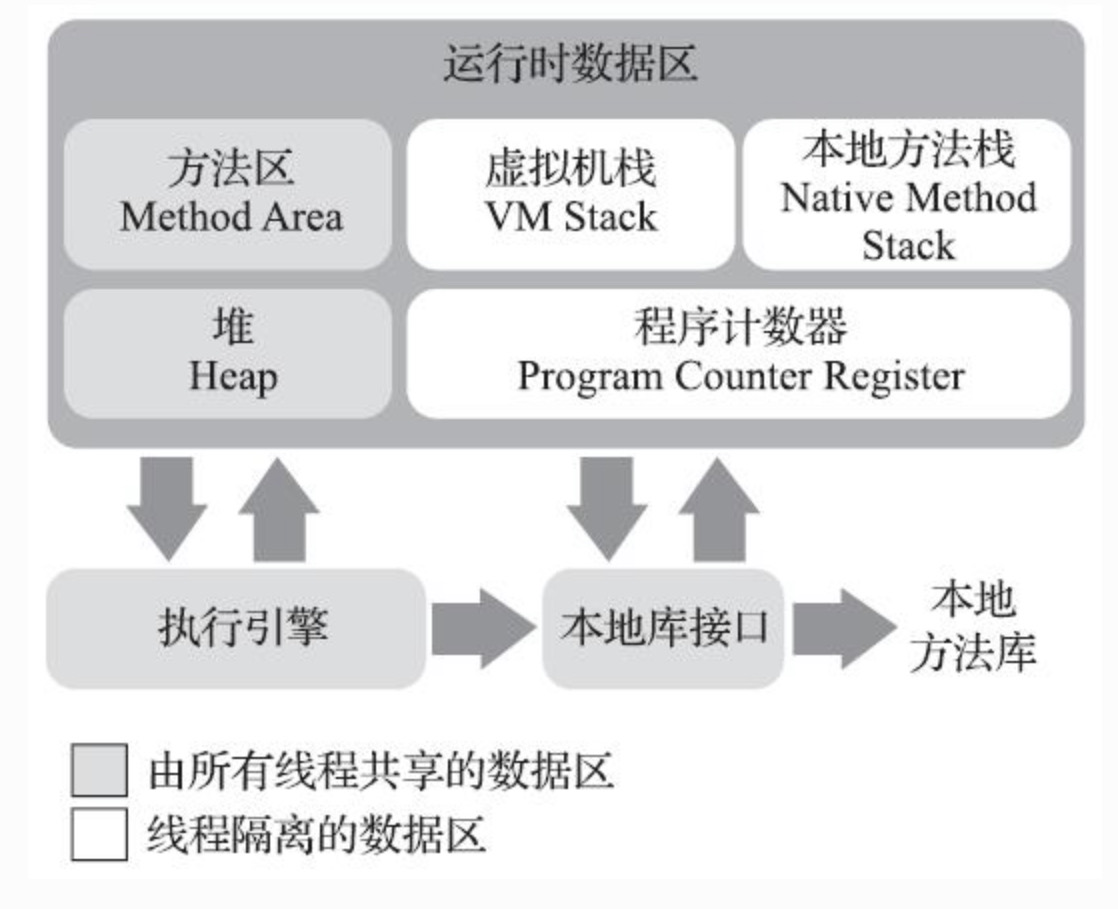 运行时数据区
方法区
Method Area
虚拟机栈
VM Stack
本地方法栈
Native Method
Stack
堆
Heap
程序计数器
Program Counter Register
执行引擎
本地库接口
本地
方法库
由所有线程共享的数据区
线程隔离的数据区